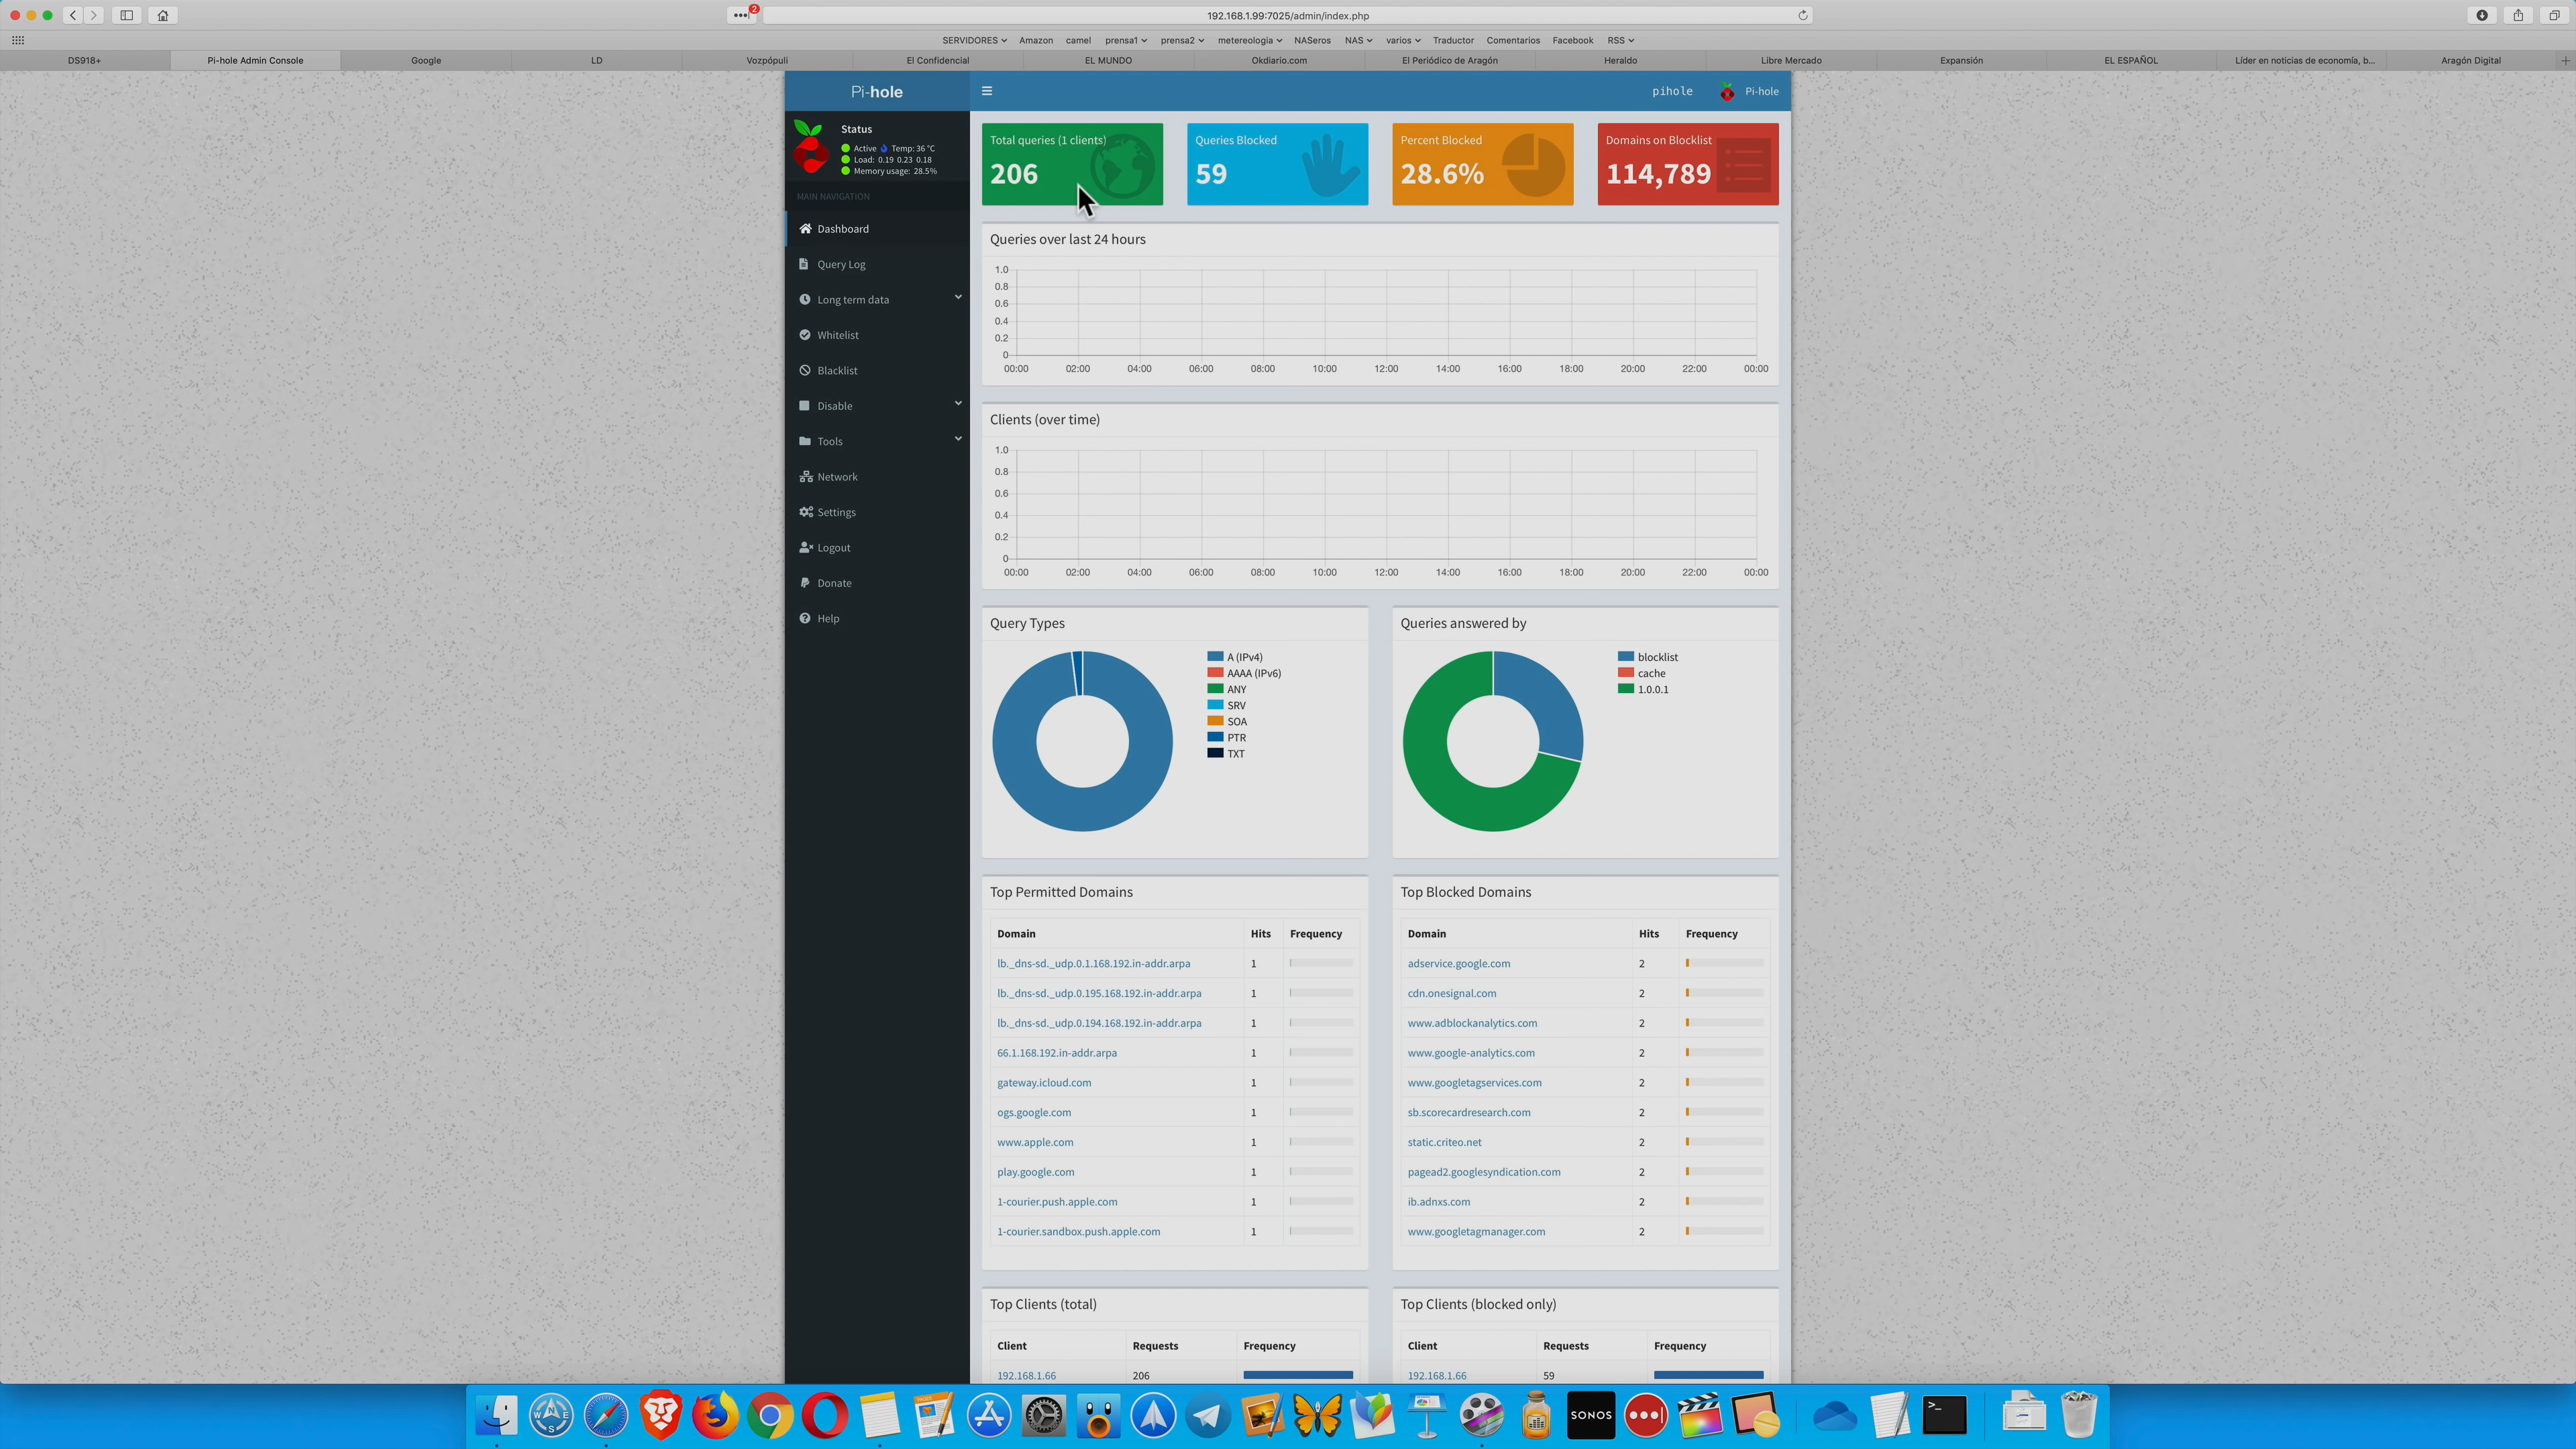 2
192.168.1.99:7025/admin/index.php
SERVIDORES Amazon camel prensa1 prensa2 metereologia NASeros NAS varios Traductor Comentarios Facebook RSS
DS918+ Pi-hole Admin Console Google LD Vozpópuli El Confidencial EL MUNDO Okdiario.com El Periódico de Aragón Heraldo Libre Mercado Expansión EL ESPAÑOL Líder en noticias de economía, b... Aragón Digital
Pi-hole
pihole Pi-hole
Status
Active Temp: 36 °C
Load: 0.19 0.23 0.18
Memory usage: 28.5%
MAIN NAVIGATION
Dashboard
Query Log
Long term data
Whitelist
Blacklist
Disable
Tools
Network
Settings
Logout
Donate
Help
Total queries (1 clients)
206
Queries Blocked
59
Percent Blocked
28.6%
Domains on Blocklist
114,789
Queries over last 24 hours
1.0
0.8
0.6
0.4
0.2
0
00:00 02:00 04:00 06:00 08:00 10:00 12:00 14:00 16:00 18:00 20:00 22:00 00:00
Clients (over time)
1.0
0.8
0.6
0.4
0.2
0
00:00 02:00 04:00 06:00 08:00 10:00 12:00 14:00 16:00 18:00 20:00 22:00 00:00
Query Types
A (IPv4)
AAAA (IPv6)
ANY
SRV
SOA
PTR
TXT
Queries answered by
blocklist
cache
1.0.0.1
Top Permitted Domains
Domain Hits Frequency
lb._dns-sd._udp.0.1.168.192.in-addr.arpa 1
lb._dns-sd._udp.0.195.168.192.in-addr.arpa 1
lb._dns-sd._udp.0.194.168.192.in-addr.arpa 1
66.1.168.192.in-addr.arpa 1
gateway.icloud.com 1
ogs.google.com 1
www.apple.com 1
play.google.com 1
1-courier.push.apple.com 1
1-courier.sandbox.push.apple.com 1
Top Blocked Domains
Domain Hits Frequency
adservice.google.com 2
cdn.onesignal.com 2
www.adblockanalytics.com 2
www.google-analytics.com 2
www.googletagservices.com 2
sb.scorecardresearch.com 2
static.criteo.net 2
pagead2.googlesyndication.com 2
ib.adnxs.com 2
www.googletagmanager.com 2
Top Clients (total)
Client Requests Frequency
192.168.1.66 206
Top Clients (blocked only)
Client Requests Frequency
192.168.1.66 59
SONOS